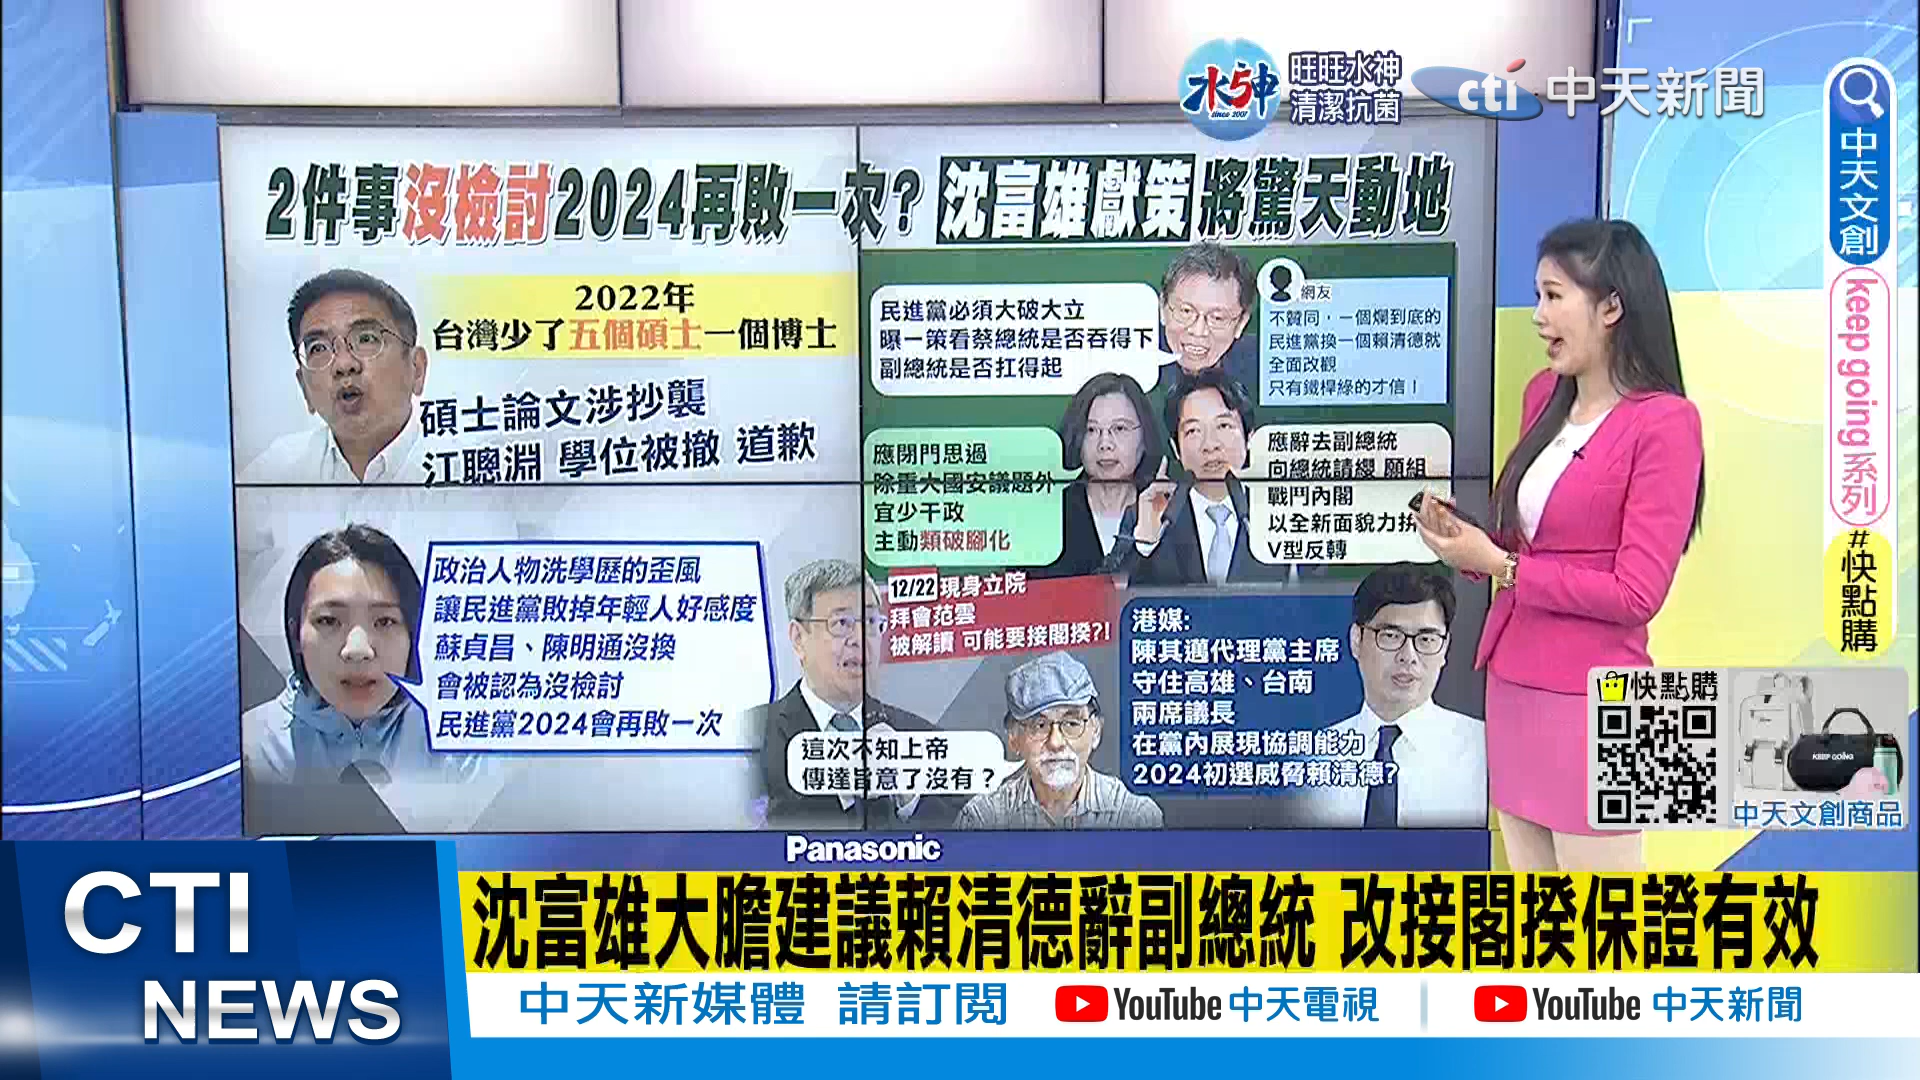 水神
since 2007
旺旺水神
清潔抗菌
cti 中天新聞
中天文創
keep going系列
#快點購
2件事沒檢討2024再敗一次？ 沈富雄獻策 將驚天動地
2022年
台灣少了五個碩士一個博士
碩士論文涉抄襲
江聰淵 學位被撤 道歉
政治人物洗學歷的歪風
讓民進黨敗掉年輕人好感度
蘇貞昌、陳明通沒換
會被認為沒檢討
民進黨2024會再敗一次
民進黨必須大破大立
曝一策看蔡總統是否吞得下
副總統是否扛得起
網友
不贊同，一個爛到底的
民進黨換一個賴清德就
全面改觀
只有鐵桿綠的才信！
應閉門思過
除重大國安議題外
宜少干政
主動類破腳化
應辭去副總統
向總統請纓 願組
戰鬥內閣
以全新面貌力拚
V型反轉
12/22現身立院
拜會范雲
被解讀 可能要接閣揆?!
這次不知上帝
傳達旨意了沒有？
港媒:
陳其邁代理黨主席
守住高雄、台南
兩席議長
在黨內展現協調能力
2024初選威脅賴清德?
快點購
KEEP GOING
中天文創商品
Panasonic
CTI
NEWS
沈富雄大膽建議賴清德辭副總統 改接閣揆保證有效
中天新媒體 請訂閱 YouTube 中天電視 | YouTube 中天新聞